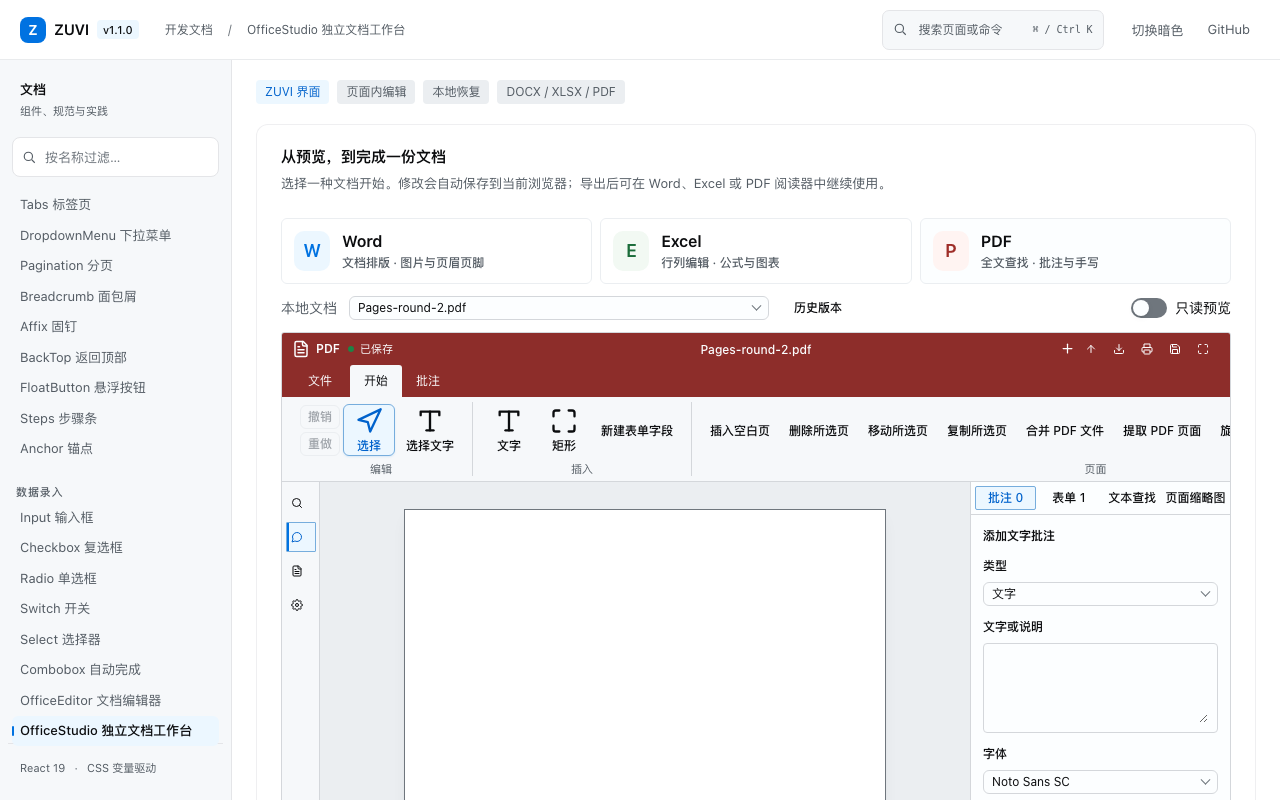 Z ZUVI v1.1.0 开发文档 / OfficeStudio 独立文档工作台 搜索页面或命令 ⌘ / Ctrl K 切换暗色 GitHub
文档
组件、规范与实践
按名称过滤...
Tabs 标签页
DropdownMenu 下拉菜单
Pagination 分页
Breadcrumb 面包屑
Affix 固钉
BackTop 返回顶部
FloatButton 悬浮按钮
Steps 步骤条
Anchor 锚点
数据录入
Input 输入框
Checkbox 复选框
Radio 单选框
Switch 开关
Select 选择器
Combobox 自动完成
OfficeEditor 文档编辑器
OfficeStudio 独立文档工作台
React 19 · CSS 变量驱动
ZUVI 界面 页面内编辑 本地恢复 DOCX / XLSX / PDF
从预览，到完成一份文档
选择一种文档开始。修改会自动保存到当前浏览器；导出后可在 Word、Excel 或 PDF 阅读器中继续使用。
W Word
文档排版 · 图片与页眉页脚
E Excel
行列编辑 · 公式与图表
P PDF
全文查找 · 批注与手写
本地文档 Pages-round-2.pdf 历史版本 只读预览
PDF 已保存 Pages-round-2.pdf
文件 开始 批注
撤销
重做
选择 选择文字
编辑
文字 矩形 新建表单字段
插入
插入空白页 删除所选页 移动所选页 复制所选页 合并 PDF 文件 提取 PDF 页面
页面
批注 0 表单 1 文本查找 页面缩略图
添加文字批注
类型
文字
文字或说明
字体
Noto Sans SC